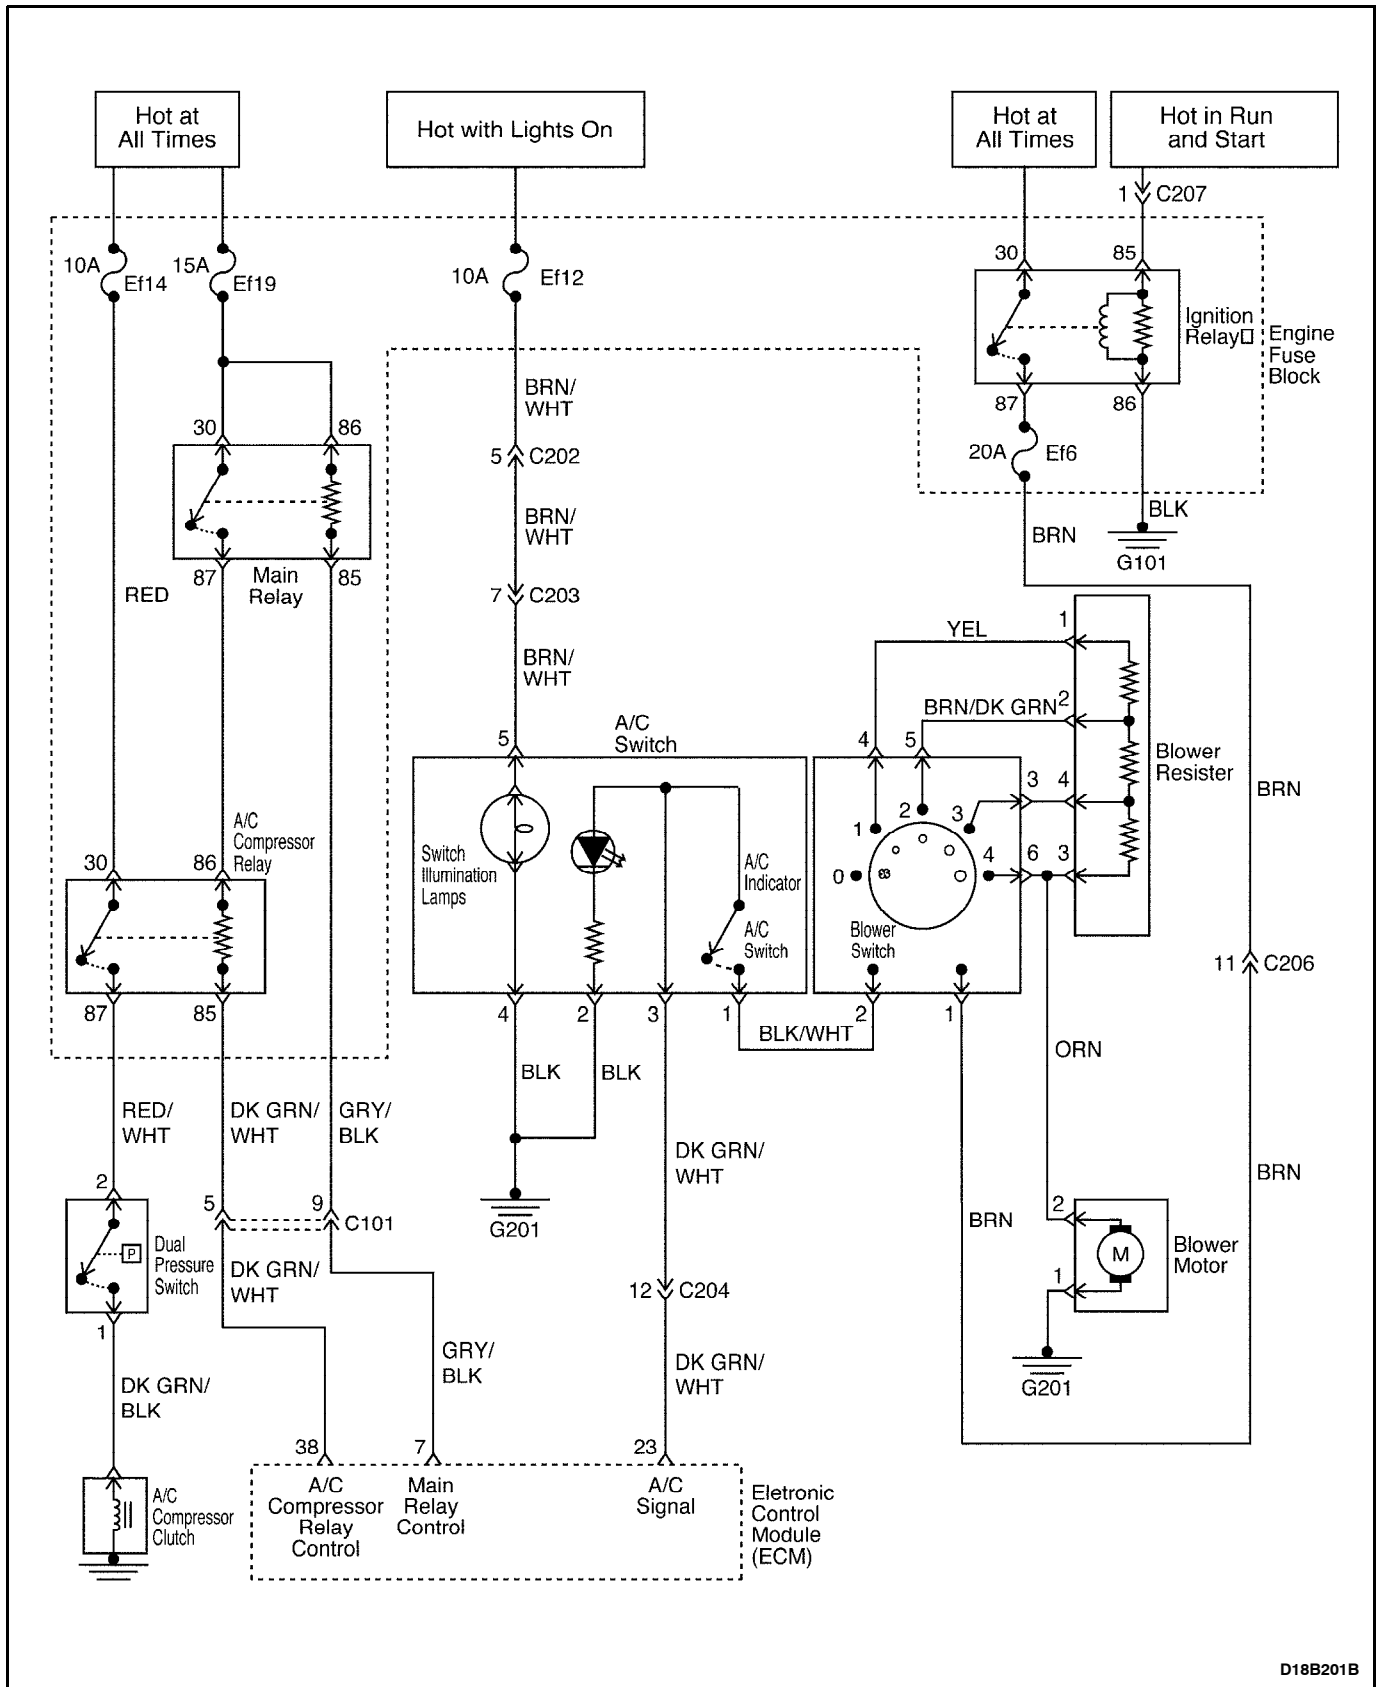 Hot at
All Times
Hot with Lights On
Hot at
All Times
Hot in Run
and Start
1
C207
10A
Ef14
15A
Ef19
10A
Ef12
30
85
Ignition
Relay
Engine
Fuse
Block
87
86
20A
Ef6
BLK
G101
BRN
BRN/
WHT
5
C202
BRN/
WHT
7
C203
BRN/
WHT
30
86
87
85
Main
Relay
RED
YEL
1
BRN/DK GRN
2
4
5
3
4
6
3
Blower
Resister
BRN
A/C
Switch
5
Switch
Illumination
Lamps
A/C
Indicator
A/C
Switch
0
1
2
3
4
Blower
Switch
4
2
3
1
2
1
BLK/WHT
BLK
BLK
ORN
11
C206
A/C
Compressor
Relay
30
86
87
85
RED/
WHT
DK GRN/
WHT
GRY/
BLK
DK GRN/
WHT
BRN
BRN
2
5
9
C101
P
Dual
Pressure
Switch
1
DK GRN/
WHT
G201
12
C204
2
M
1
Blower
Motor
G201
GRY/
BLK
DK GRN/
WHT
DK GRN/
BLK
38
7
23
A/C
Compressor
Relay
Control
Main
Relay
Control
A/C
Signal
Eletronic
Control
Module
(ECM)
A/C
Compressor
Clutch
D18B201B